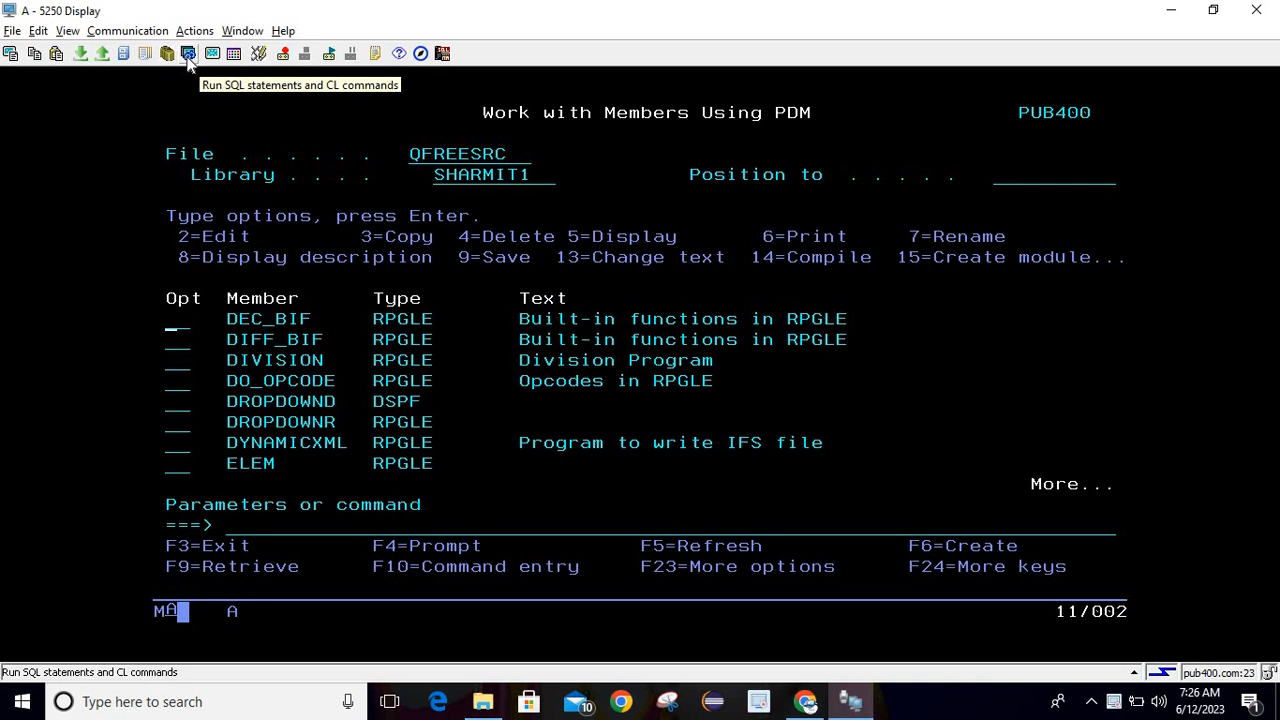 A - 5250 Display
File Edit View Communication Actions Window Help
Run SQL statements and CL commands
Work with Members Using PDM PUB400
File . . . . . . QFREESRC
Library . . . . SHARMIT1 Position to . . . . .
Type options, press Enter.
2=Edit 3=Copy 4=Delete 5=Display 6=Print 7=Rename
8=Display description 9=Save 13=Change text 14=Compile 15=Create module...
Opt Member Type Text
DEC_BIF RPGLE Built-in functions in RPGLE
DIFF_BIF RPGLE Built-in functions in RPGLE
DIVISION RPGLE Division Program
DO_OPCODE RPGLE Opcodes in RPGLE
DROPDOWND DSPF
DROPDOWNR RPGLE
DYNAMICXML RPGLE Program to write IFS file
ELEM RPGLE
More...
Parameters or command
===>
F3=Exit F4=Prompt F5=Refresh F6=Create
F9=Retrieve F10=Command entry F23=More options F24=More keys
MA A 11/002
Run SQL statements and CL commands pub400.com:23
Type here to search 10 7:26 AM
6/12/2023 1